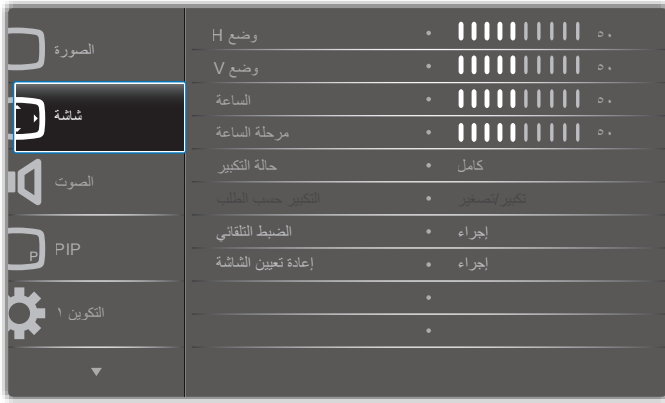 الصورة
شاشة
الصوت
PIP
P
التكوين ١
وضع H • ٥٠
وضع V • ٥٠
الساعة • ٥٠
مرحلة الساعة • ٥٠
حالة التكبير • كامل
التكبير حسب الطلب • تكبير/تصغير
الضبط التلقائي • إجراء
إعادة تعيين الشاشة • إجراء